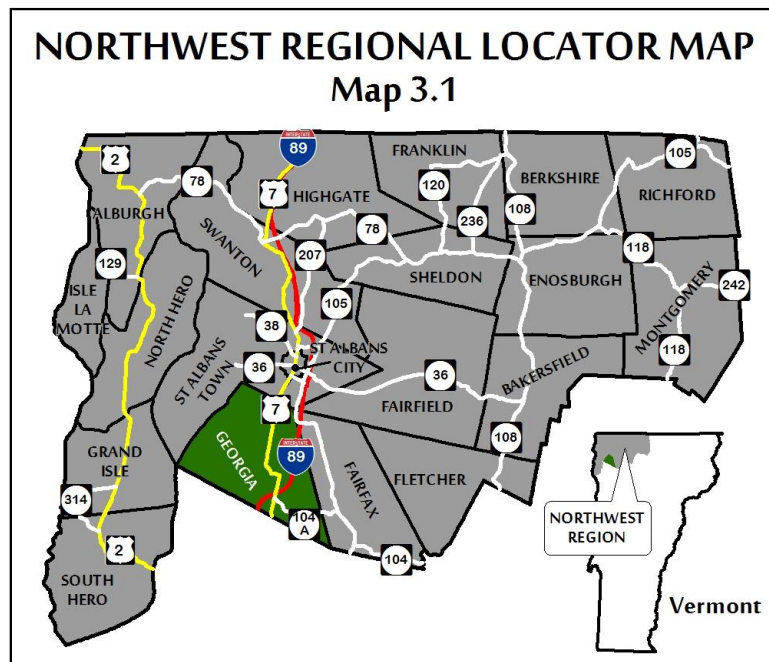 NORTHWEST REGIONAL LOCATOR MAP
Map 3.1
INTERSTATE
89
2
FRANKLIN
105
78
7
HIGHGATE
120
BERKSHIRE
RICHFORD
ALBURGH
SWANTON
78
236
108
129
207
118
ISLE
LA
MOTTE
NORTH HERO
105
SHELDON
ENOSBURGH
MONTGOMERY
242
38
ST ALBANS
TOWN
36
ST ALBANS
CITY
36
BAKERSFIELD
118
7
FAIRFIELD
GRAND
ISLE
GEORGIA
INTERSTATE
89
FAIRFAX
FLETCHER
108
314
104
A
104
NORTHWEST
REGION
2
SOUTH
HERO
Vermont